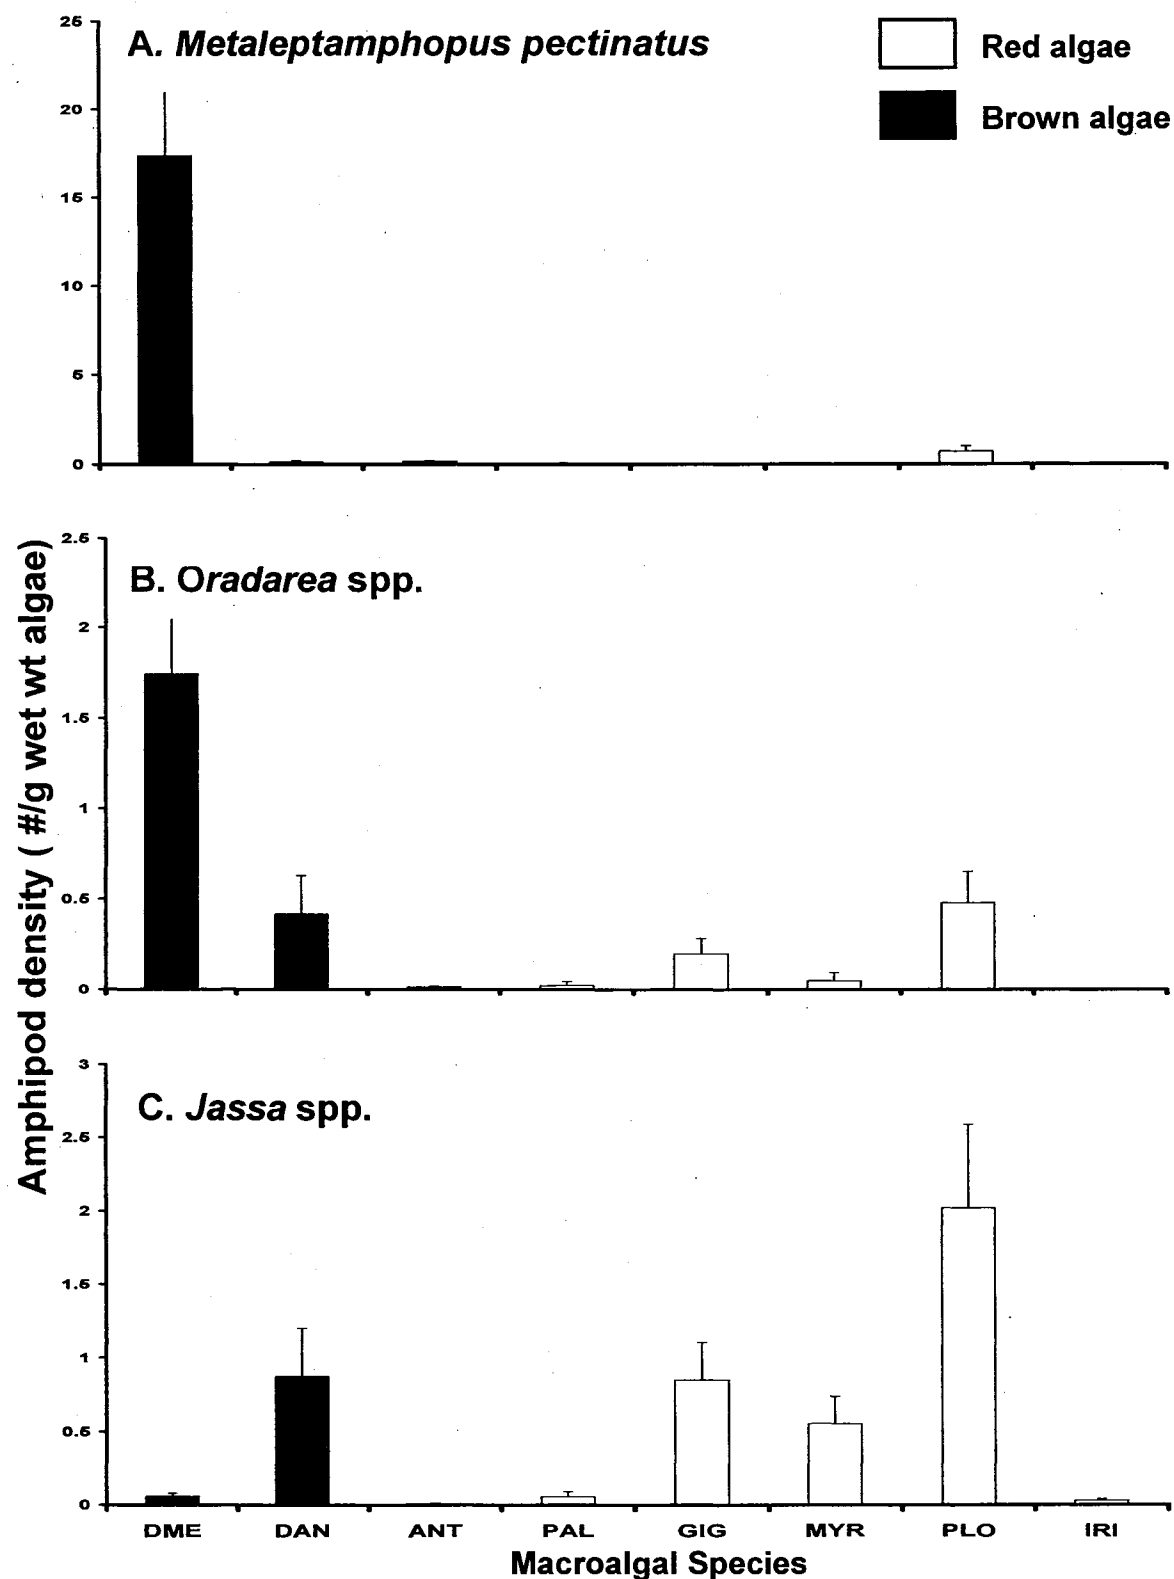 A. Metaleptamphopus pectinatus
Red algae
Brown algae
25
20
15
10
5
0
Amphipod density ( #/g wet wt algae)
B. Oradarea spp.
2.5
2
1.5
1
0.5
0
C. Jassa spp.
3
2.5
2
1.5
1
0.5
0
DME DAN ANT PAL GIG MYR PLO IRI
Macroalgal Species